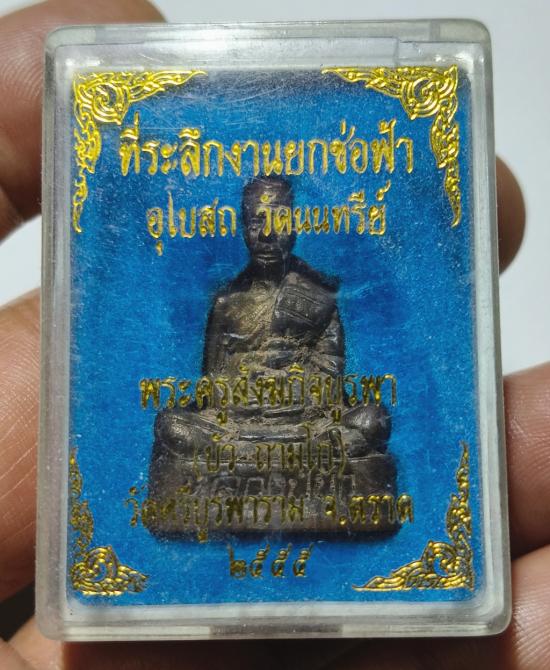 ที่ระลึกงานยกช่อฟ้า
อุโบสถ วัดนนทรีย์
พระครูสังฆกิจบูรพา
(บัว ถามโก)
วัดศรีบูรพาราม จ.ตราด
๒๕๕๕